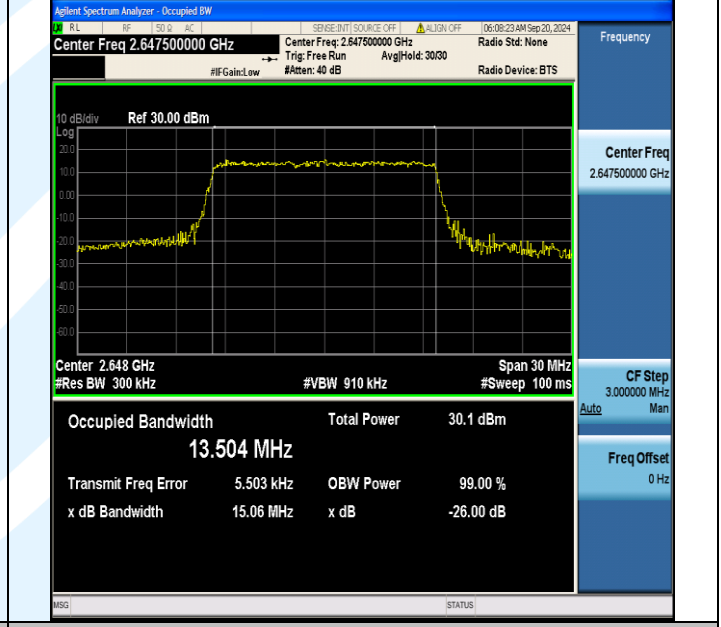 Agilent Spectrum Analyzer - Occupied BW
RL RF 50 Ω AC SENSE:INT SOURCE OFF ALIGN OFF 06:08:23 AM Sep 20, 2024
Center Freq 2.647500000 GHz
Center Freq: 2.647500000 GHz
Radio Std: None
Trig: Free Run Avg|Hold: 30/30
#IFGain:Low
#Atten: 40 dB
Radio Device: BTS
Frequency
10 dB/div Ref 30.00 dBm
Log
20.0
10.0
0.00
-10.0
-20.0
-30.0
-40.0
-50.0
-60.0
Center Freq
2.647500000 GHz
Center 2.648 GHz
Span 30 MHz
#Res BW 300 kHz
#VBW 910 kHz
#Sweep 100 ms
CF Step
3.000000 MHz
Auto Man
Occupied Bandwidth
Total Power 30.1 dBm
13.504 MHz
Transmit Freq Error 5.503 kHz
OBW Power 99.00 %
x dB Bandwidth 15.06 MHz
x dB -26.00 dB
Freq Offset
0 Hz
MSG STATUS